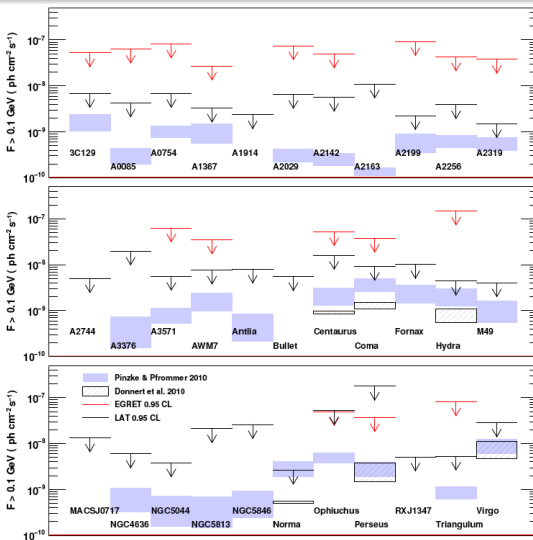 F > 0.1 GeV ( ph cm⁻² s⁻¹)
10⁻⁷
10⁻⁸
10⁻⁹
10⁻¹⁰
3C129 A0754 A1914 A2142 A2199 A2319
A0085 A1367 A2029 A2163 A2256
F > 0.1 GeV ( ph cm⁻² s⁻¹)
10⁻⁷
10⁻⁸
10⁻⁹
10⁻¹⁰
A2744 A3571 Antlia Centaurus Fornax M49
A3376 AWM7 Bullet Coma Hydra
F > 0.1 GeV ( ph cm⁻² s⁻¹)
10⁻⁷
10⁻⁸
10⁻⁹
10⁻¹⁰
Pinzke & Pfrommer 2010
Donnert et al. 2010
EGRET 0.95 CL
LAT 0.95 CL
MACSJ0717 NGC5044 NGC5846 Ophiuchus RXJ1347 Virgo
NGC4636 NGC5813 Norma Perseus Triangulum